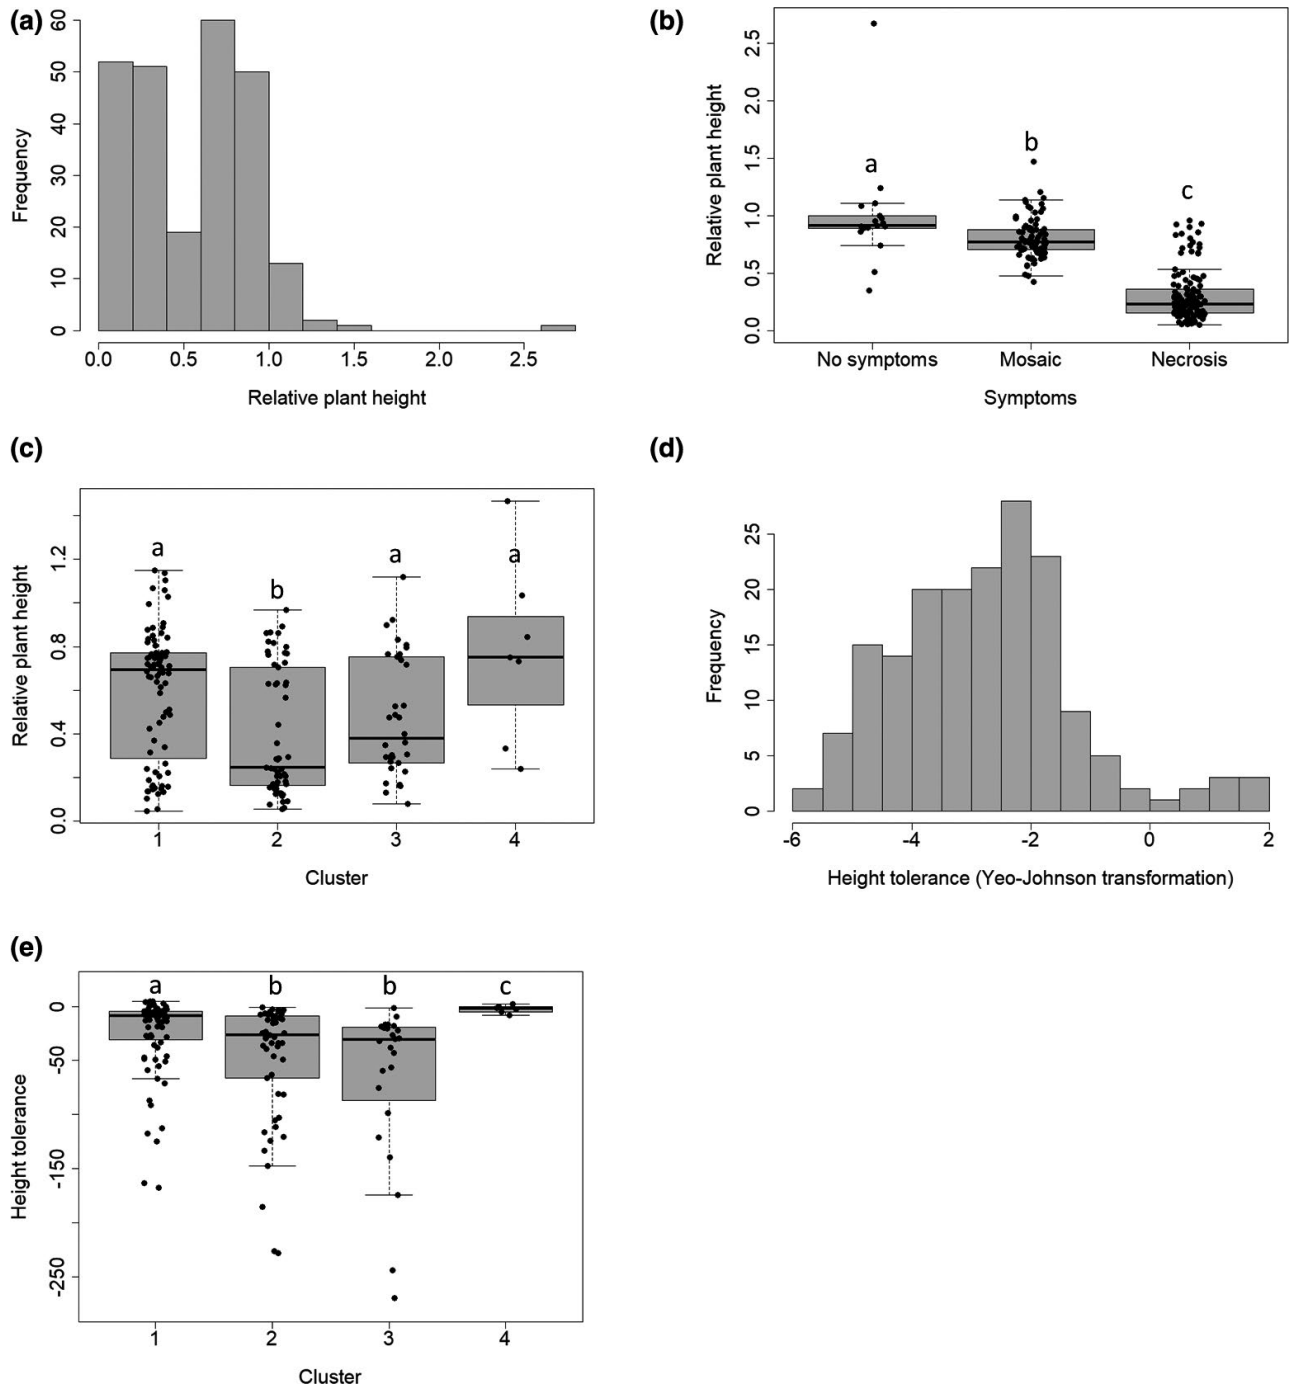 (a)
60
50
40
30
20
10
0
Frequency
0.0 0.5 1.0 1.5 2.0 2.5
Relative plant height
(b)
2.5
2.0
1.5
1.0
0.5
0.0
Relative plant height
a b c
No symptoms Mosaic Necrosis
Symptoms
(c)
1.2
0.8
0.4
0.0
Relative plant height
a b a a
1 2 3 4
Cluster
(d)
25
20
15
10
5
0
Frequency
-6 -4 -2 0 2
Height tolerance (Yeo-Johnson transformation)
(e)
0
-50
-150
-250
Height tolerance
a b b c
1 2 3 4
Cluster